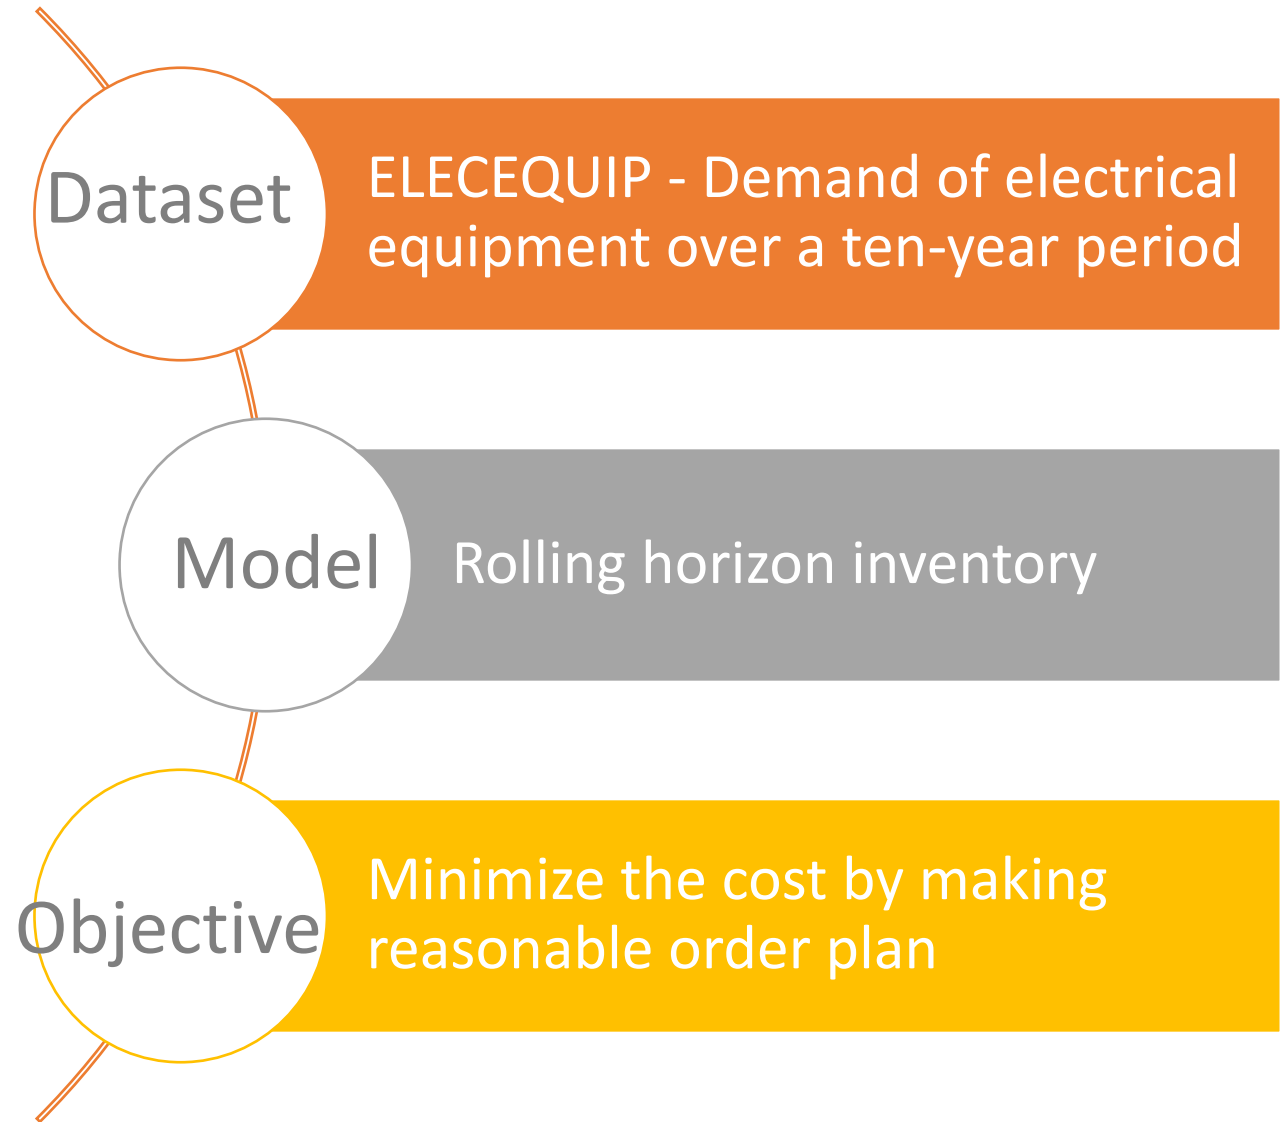 Dataset
ELECEQUIP - Demand of electrical
equipment over a ten-year period
Model
Rolling horizon inventory
Objective
Minimize the cost by making
reasonable order plan